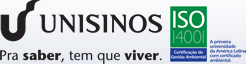 UNISINOS
Pra saber, tem que viver.
ISO
14001
Certificação de
Gestão Ambiental
A primeira
universidade
da América Latina
com certificado
ambiental.